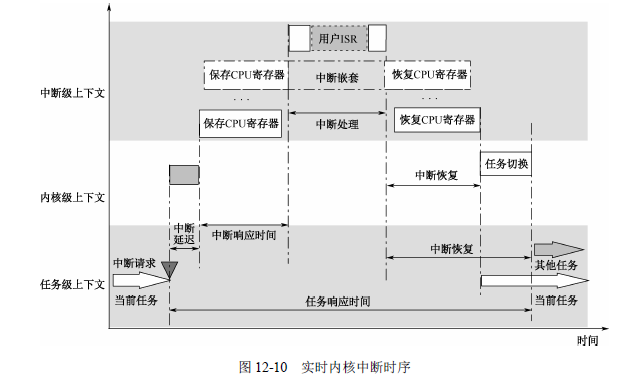 用户ISR
保存CPU寄存器
中断嵌套
恢复CPU寄存器
中断级上下文
...
...
保存CPU寄存器
中断处理
恢复CPU寄存器
任务切换
中断恢复
内核级上下文
中断
延迟
中断响应时间
中断请求
中断恢复
其他任务
任务级上下文
当前任务
任务响应时间
当前任务
时间
图 12-10 实时内核中断时序